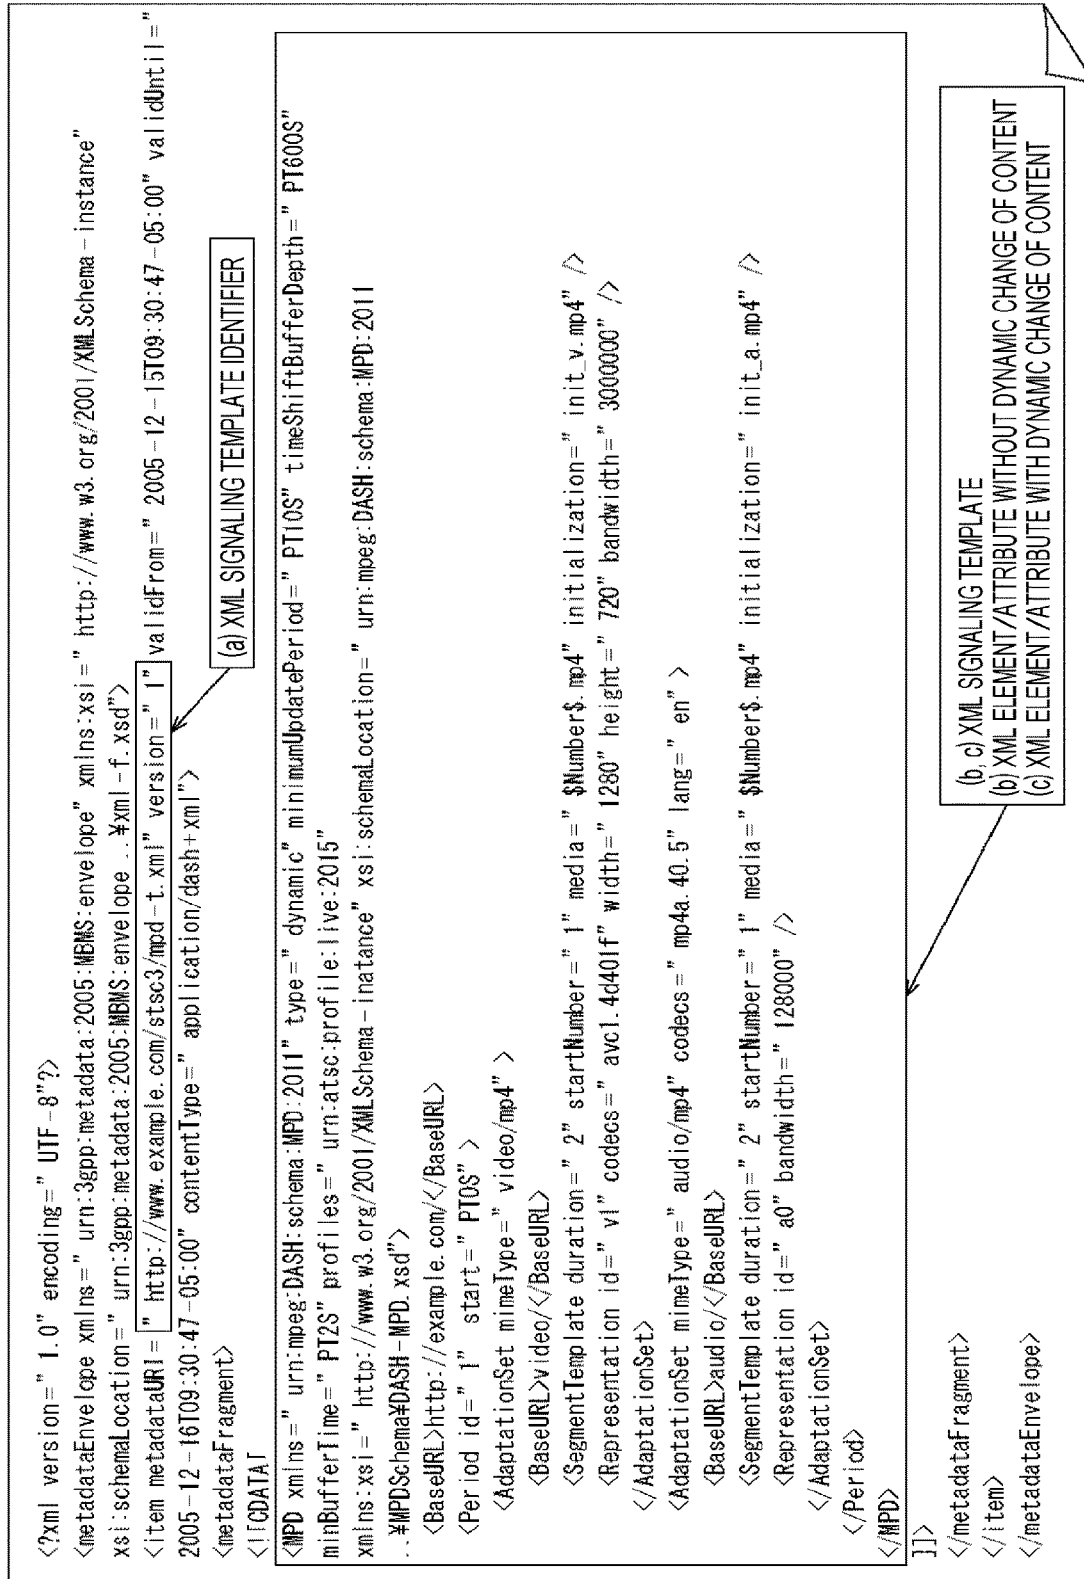 <?xml version=" 1.0" encoding=" UTF-8"?>
<metadataEnvelope xmlns=" urn:3gpp:metadata:2005:MBMS:envelope" xmlns:xsi=" http://www.w3.org/2001/XMLSchema-instance"
xsi:schemaLocation=" urn:3gpp:metadata:2005:MBMS:envelope ..¥xml-f.xsd">
<item metadataURI=" http://www.example.com/stsc3/mpd-t.xml" version=" 1" validFrom=" 2005-12-15T09:30:47-05:00" validUntil="
2005-12-16T09:30:47-05:00" contentType=" application/dash+xml">
(a) XML SIGNALING TEMPLATE IDENTIFIER
<metadataFragment>
<![CDATA[
<MPD xmlns=" urn:mpeg:DASH:schema:MPD:2011" type=" dynamic" minimumUpdatePeriod=" PT10S" timeShiftBufferDepth=" PT600S"
minBufferTime=" PT2S" profiles=" urn:atsc:profile:live:2015"
xmlns:xsi=" http://www.w3.org/2001/XMLSchema-inatance" xsi:schemaLocation=" urn:mpeg:DASH:schema:MPD:2011
..¥MPDSchema¥DASH-MPD.xsd">
<BaseURL>http://example.com/</BaseURL>
<Period id=" 1" start=" PT0S" >
<AdaptationSet mimeType=" video/mp4" >
<BaseURL>video/</BaseURL>
<SegmentTemplate duration=" 2" startNumber=" 1" media=" $Number$.mp4" initialization=" init_v.mp4" />
<Representation id=" v1" codecs=" avc1.4d401f" width=" 1280" height=" 720" bandwidth=" 3000000" />
</AdaptationSet>
<AdaptationSet mimeType=" audio/mp4" codecs=" mp4a.40.5" lang=" en" >
<BaseURL>audio/</BaseURL>
<SegmentTemplate duration=" 2" startNumber=" 1" media=" $Number$.mp4" initialization=" init_a.mp4" />
<Representation id=" a0" bandwidth=" 128000" />
</AdaptationSet>
</Period>
</MPD>
]]>
</metadataFragment>
</item>
</metadataEnvelope>
(b, c) XML SIGNALING TEMPLATE
(b) XML ELEMENT/ATTRIBUTE WITHOUT DYNAMIC CHANGE OF CONTENT
(c) XML ELEMENT/ATTRIBUTE WITH DYNAMIC CHANGE OF CONTENT